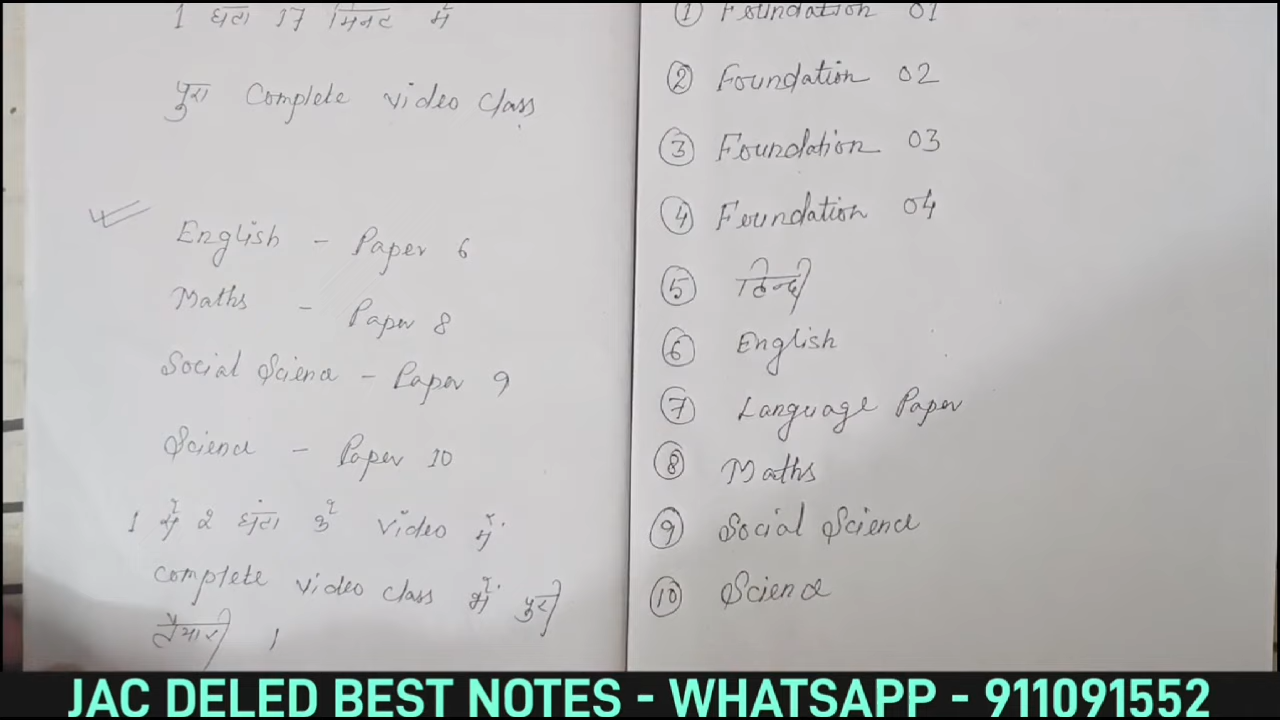 1 घंटा 17 मिनट में
पुरा Complete video class
English - Paper 6
Maths - Paper 8
Social Science - Paper 9
Science - Paper 10
1 से 2 घंटा के video में
complete video class में पुरी
तैयारी ।
① Foundation 01
② Foundation 02
③ Foundation 03
④ Foundation 04
⑤ हिन्दी
⑥ English
⑦ Language Paper
⑧ Maths
⑨ Social Science
⑩ Science
JAC DELED BEST NOTES - WHATSAPP - 911091552